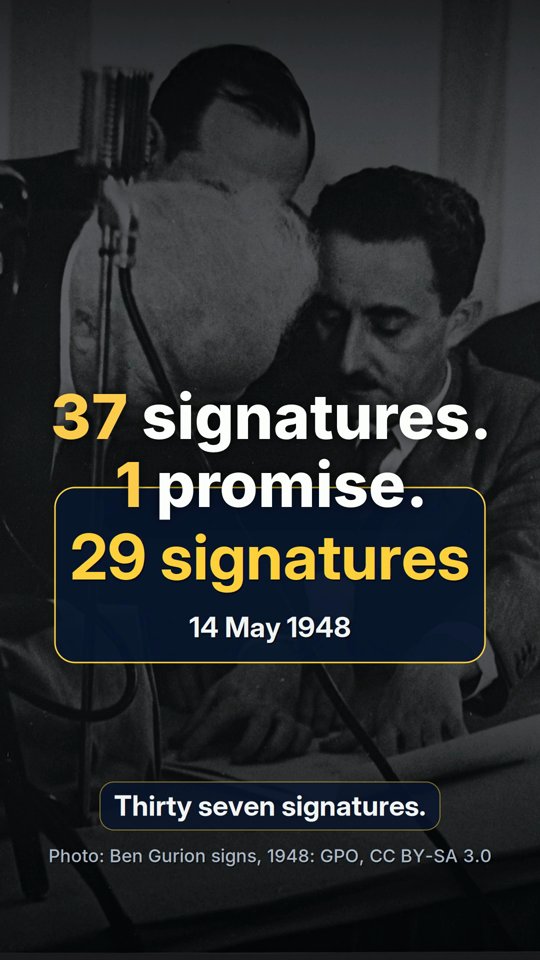 37 signatures.
1 promise.
29 signatures
14 May 1948
Thirty seven signatures.
Photo: Ben Gurion signs, 1948: GPO, CC BY-SA 3.0